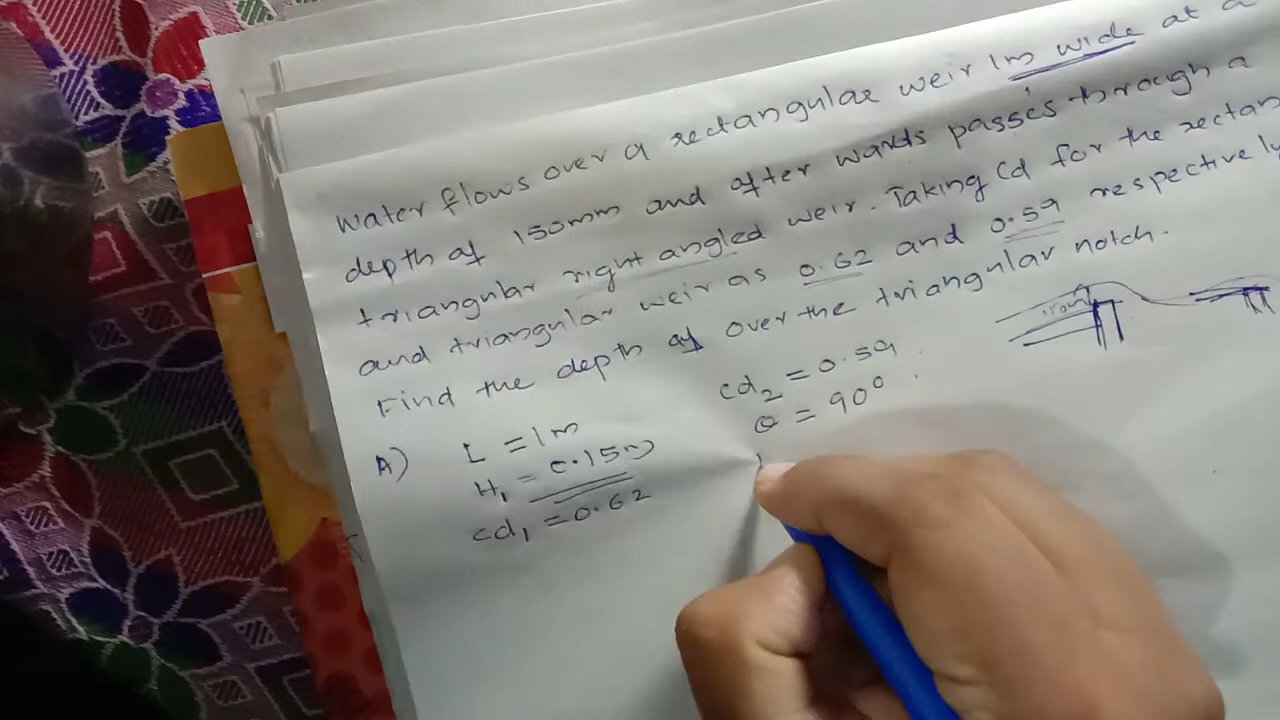 water flows over a rectangular weir 1m wide at a
depth of 150mm and after wards passes through a
triangular right angled weir. Taking Cd for the rectan
and triangular weir as 0.62 and 0.59 respectively
Find the depth of over the triangular notch.
A) L = 1m
H₁ = 0.15m
cd₁ = 0.62
cd₂ = 0.59
θ = 90°